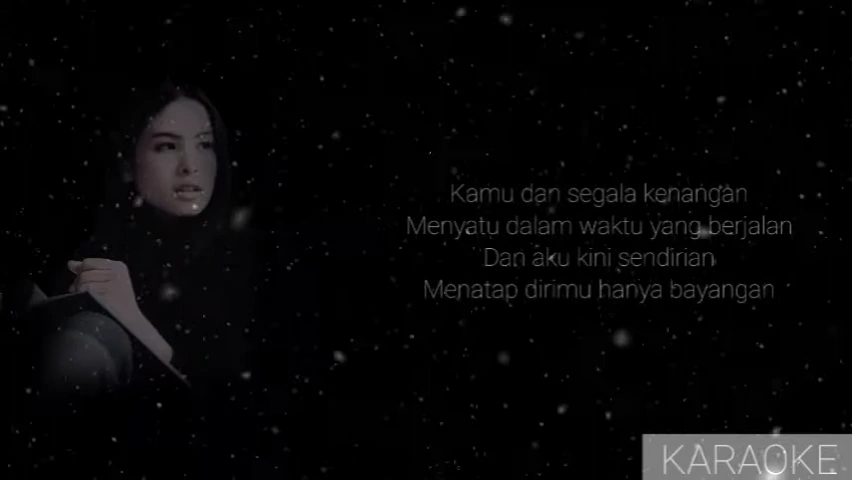 Kamu dan segala kenangan
Menyatu dalam waktu yang berjalan
Dan aku kini sendirian
Menatap dirimu hanya bayangan
KARAOKE